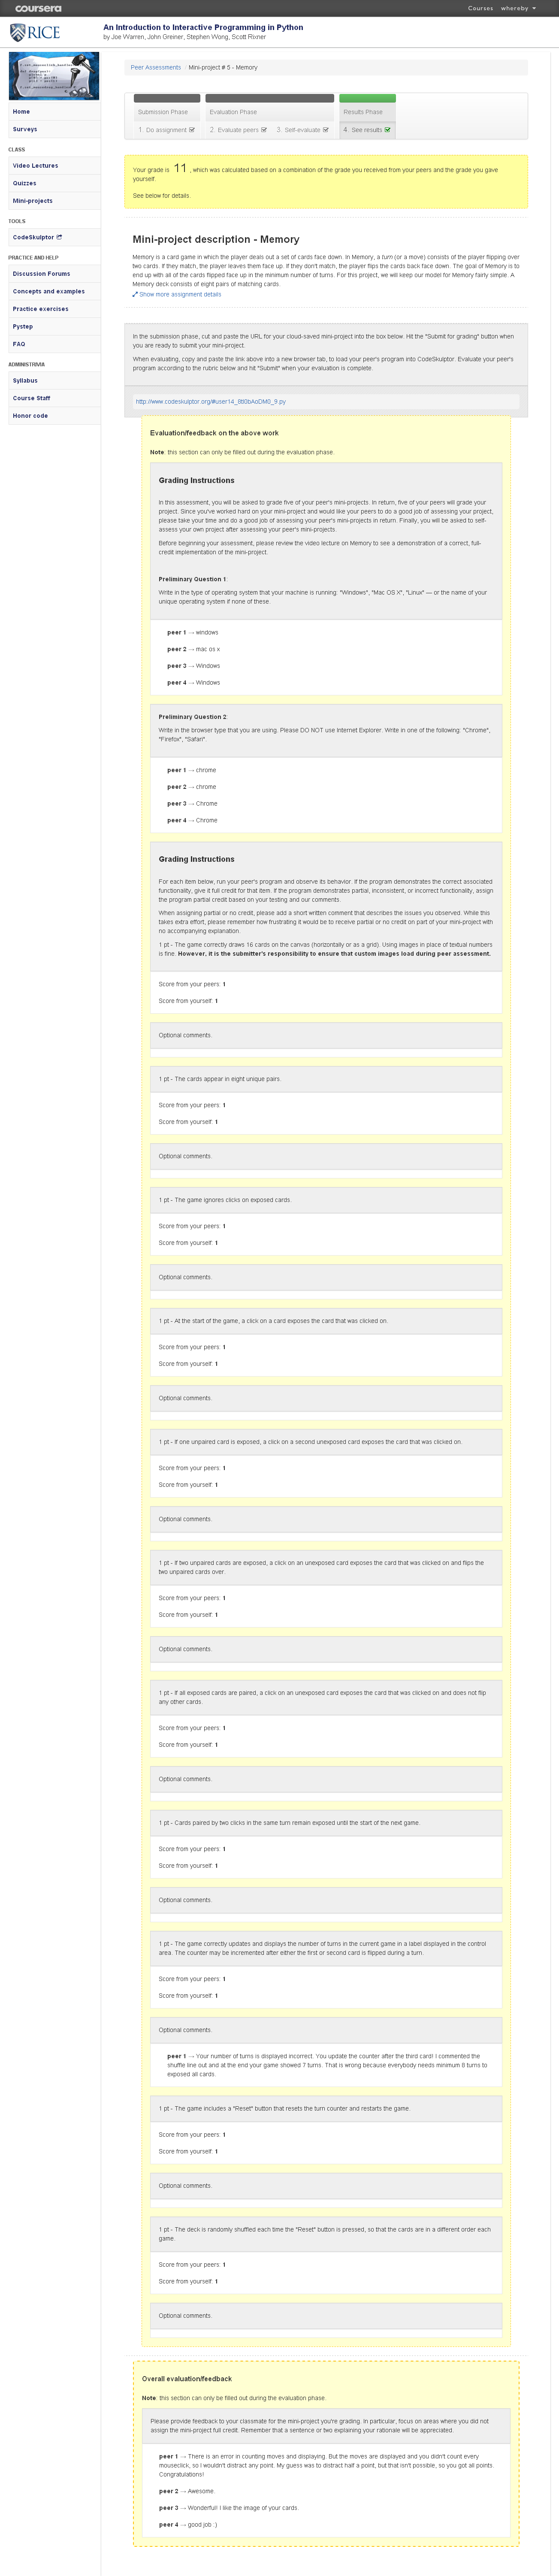 coursera
Courses whereby
RICE
An Introduction to Interactive Programming in Python
by Joe Warren, John Greiner, Stephen Wong, Scott Rixner
Home
Surveys
CLASS
Video Lectures
Quizzes
Mini-projects
TOOLS
CodeSkulptor
PRACTICE AND HELP
Discussion Forums
Concepts and examples
Practice exercises
Pystep
FAQ
ADMINISTRIVIA
Syllabus
Course Staff
Honor code
Peer Assessments / Mini-project # 5 - Memory
Submission Phase
1. Do assignment
Evaluation Phase
2. Evaluate peers 3. Self-evaluate
Results Phase
4. See results
Your grade is 11, which was calculated based on a combination of the grade you received from your peers and the grade you gave
yourself.
See below for details.
Mini-project description - Memory
Memory is a card game in which the player deals out a set of cards face down. In Memory, a turn (or a move) consists of the player flipping over
two cards. If they match, the player leaves them face up. If they don't match, the player flips the cards back face down. The goal of Memory is to
end up with all of the cards flipped face up in the minimum number of turns. For this project, we will keep our model for Memory fairly simple. A
Memory deck consists of eight pairs of matching cards.
Show more assignment details
In the submission phase, cut and paste the URL for your cloud-saved mini-project into the box below. Hit the "Submit for grading" button when
you are ready to submit your mini-project.
When evaluating, copy and paste the link above into a new browser tab, to load your peer's program into CodeSkulptor. Evaluate your peer's
program according to the rubric below and hit "Submit" when your evaluation is complete.
Evaluation/feedback on the above work
Note: this section can only be filled out during the evaluation phase.
Grading Instructions
In this assessment, you will be asked to grade five of your peer's mini-projects. In return, five of your peers will grade your
project. Since you've worked hard on your mini-project and would like your peers to do a good job of assessing your project,
please take your time and do a good job of assessing your peer's mini-projects in return. Finally, you will be asked to self-
assess your own project after assessing your peer's mini-projects.
Before beginning your assessment, please review the video lecture on Memory to see a demonstration of a correct, full-
credit implementation of the mini-project.
Preliminary Question 1:
Write in the type of operating system that your machine is running: "Windows", "Mac OS X", "Linux" — or the name of your
unique operating system if none of these.
peer 1 → windows
peer 2 → mac os x
peer 3 → Windows
peer 4 → Windows
Preliminary Question 2:
Write in the browser type that you are using. Please DO NOT use Internet Explorer. Write in one of the following: "Chrome",
"Firefox", "Safari".
peer 1 → chrome
peer 2 → chrome
peer 3 → Chrome
peer 4 → Chrome
Grading Instructions
For each item below, run your peer's program and observe its behavior. If the program demonstrates the correct associated
functionality, give it full credit for that item. If the program demonstrates partial, inconsistent, or incorrect functionality, assign
the program partial credit based on your testing and our comments.
When assigning partial or no credit, please add a short written comment that describes the issues you observed. While this
takes extra effort, please remember how frustrating it would be to receive partial or no credit on part of your mini-project with
no accompanying explanation.
1 pt - The game correctly draws 16 cards on the canvas (horizontally or as a grid). Using images in place of textual numbers
is fine. However, it is the submitter's responsibility to ensure that custom images load during peer assessment.
Score from your peers: 1
Score from yourself: 1
Optional comments.
1 pt - The cards appear in eight unique pairs.
Score from your peers: 1
Score from yourself: 1
Optional comments.
1 pt - The game ignores clicks on exposed cards.
Score from your peers: 1
Score from yourself: 1
Optional comments.
1 pt - At the start of the game, a click on a card exposes the card that was clicked on.
Score from your peers: 1
Score from yourself: 1
Optional comments.
1 pt - If one unpaired card is exposed, a click on a second unexposed card exposes the card that was clicked on.
Score from your peers: 1
Score from yourself: 1
Optional comments.
1 pt - If two unpaired cards are exposed, a click on an unexposed card exposes the card that was clicked on and flips the
two unpaired cards over.
Score from your peers: 1
Score from yourself: 1
Optional comments.
1 pt - If all exposed cards are paired, a click on an unexposed card exposes the card that was clicked on and does not flip
any other cards.
Score from your peers: 1
Score from yourself: 1
Optional comments.
1 pt - Cards paired by two clicks in the same turn remain exposed until the start of the next game.
Score from your peers: 1
Score from yourself: 1
Optional comments.
1 pt - The game correctly updates and displays the number of turns in the current game in a label displayed in the control
area. The counter may be incremented after either the first or second card is flipped during a turn.
Score from your peers: 1
Score from yourself: 1
Optional comments.
peer 1 → Your number of turns is displayed incorrect. You update the counter after the third card! I commented the
shuffle line out and at the end your game showed 7 turns. That is wrong because everybody needs minimum 8 turns to
exposed all cards.
1 pt - The game includes a "Reset" button that resets the turn counter and restarts the game.
Score from your peers: 1
Score from yourself: 1
Optional comments.
1 pt - The deck is randomly shuffled each time the "Reset" button is pressed, so that the cards are in a different order each
game.
Score from your peers: 1
Score from yourself: 1
Optional comments.
Overall evaluation/feedback
Note: this section can only be filled out during the evaluation phase.
Please provide feedback to your classmate for the mini-project you're grading. In particular, focus on areas where you did not
assign the mini-project full credit. Remember that a sentence or two explaining your rationale will be appreciated.
peer 1 → There is an error in counting moves and displaying. But the moves are displayed and you didn't count every
mouseclick, so I wouldn't distract any point. My guess was to distract half a point, but that isn't possible, so you got all points.
Congratulations!
peer 2 → Awesome.
peer 3 → Wonderful! I like the image of your cards.
peer 4 → good job :)